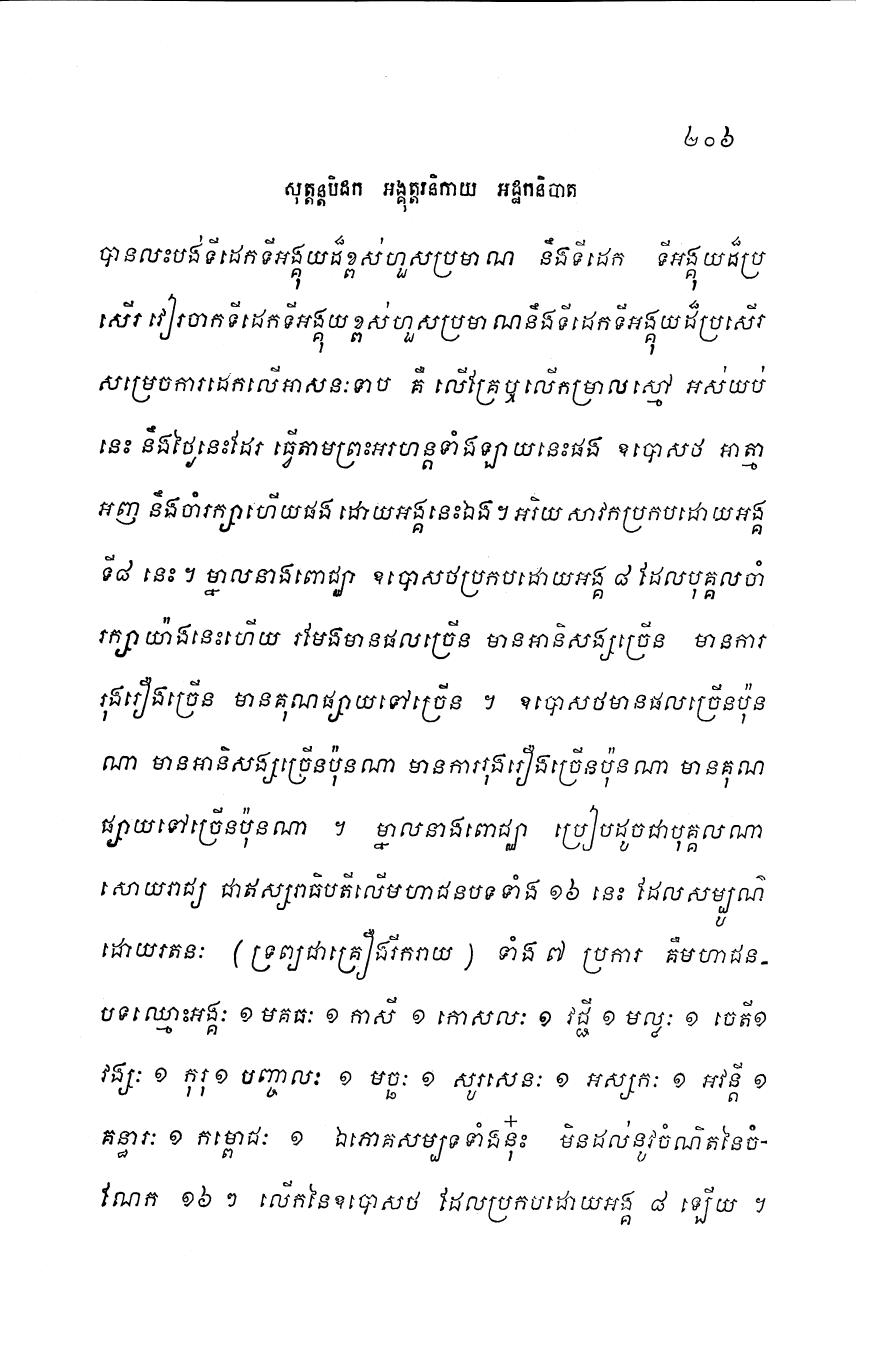 ២០៦
សុត្តន្តបិដក អង្គុត្តរនិកាយ អដ្ឋកនិបាត
បានលះបង់ទីដេកទីអង្គុយដ៏ខ្ពស់ហួសប្រមាណ នឹងទីដេក ទីអង្គុយដ៏ប្រ
សើរ វៀរចាកទីដេកទីអង្គុយខ្ពស់ហួសប្រមាណនឹងទីដេកទីអង្គុយដ៏ប្រសើរ
សម្រេចការដេកលើអាសនៈទាប គឺ លើគ្រែឬលើកម្រាលស្មៅ អស់យប់
នេះ នឹងថ្ងៃនេះដែរ ធ្វើតាមព្រះអរហន្តទាំងឡាយនេះផង ឧបោសថ អាត្មា
អញ នឹងចាំរក្សាហើយផង ដោយអង្គនេះឯង។ អរិយ សាវកប្រកបដោយអង្គ
ទី៨ នេះ ។ ម្នាលនាងពោជ្ឈា ឧបោសថប្រកបដោយអង្គ ៨ ដែលបុគ្គលចាំ
រក្សាយ៉ាងនេះហើយ រមែងមានផលច្រើន មានអានិសង្សច្រើន មានការ
រុងរឿងច្រើន មានគុណផ្សាយទៅច្រើន ។ ឧបោសថមានផលច្រើនប៉ុន
ណា មានអានិសង្សច្រើនប៉ុនណា មានការរុងរឿងច្រើនប៉ុនណា មានគុណ
ផ្សាយទៅច្រើនប៉ុនណា ។ ម្នាលនាងពោជ្ឈា ប្រៀបដូចជាបុគ្គលណា
សោយរាជ្យ ជាឥស្សរាធិបតីលើមហាជនបទទាំង ១៦ នេះ ដែលសម្បូណ៌
ដោយរតនៈ (ទ្រព្យជាគ្រឿងរីករាយ) ទាំង ៧ ប្រការ គឺមហាជន-
បទឈ្មោះអង្គៈ ១ មគធៈ ១ កាសី ១ កោសលៈ ១ វជ្ជី ១ មល្លៈ ១ ចេតី១
វង្សៈ ១ កុរុ ១ បញ្ចាលៈ ១ មច្ឆៈ ១ សូរសេនៈ ១ អស្សកៈ ១ អវន្តី ១
គន្ធារៈ ១ កម្ពោជៈ ១ ឯភោគសម្បទទាំងនុ៎ះ មិនដល់នូវចំណិតនៃចំ-
ណែក ១៦ ៗ លើកនៃឧបោសថ ដែលប្រកបដោយអង្គ ៨ ឡើយ ។